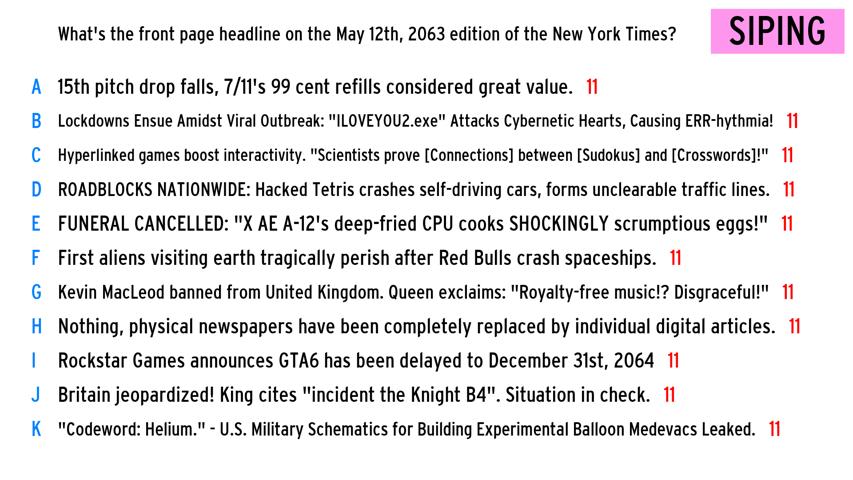 What's the front page headline on the May 12th, 2063 edition of the New York Times?
SIPING
A 15th pitch drop falls, 7/11's 99 cent refills considered great value. 11
B Lockdowns Ensue Amidst Viral Outbreak: "ILOVEYOU2.exe" Attacks Cybernetic Hearts, Causing ERR-hythmia! 11
C Hyperlinked games boost interactivity. "Scientists prove [Connections] between [Sudokus] and [Crosswords]!" 11
D ROADBLOCKS NATIONWIDE: Hacked Tetris crashes self-driving cars, forms unclearable traffic lines. 11
E FUNERAL CANCELLED: "X AE A-12's deep-fried CPU cooks SHOCKINGLY scrumptious eggs!" 11
F First aliens visiting earth tragically perish after Red Bulls crash spaceships. 11
G Kevin MacLeod banned from United Kingdom. Queen exclaims: "Royalty-free music!? Disgraceful!" 11
H Nothing, physical newspapers have been completely replaced by individual digital articles. 11
I Rockstar Games announces GTA6 has been delayed to December 31st, 2064 11
J Britain jeopardized! King cites "incident the Knight B4". Situation in check. 11
K "Codeword: Helium." - U.S. Military Schematics for Building Experimental Balloon Medevacs Leaked. 11